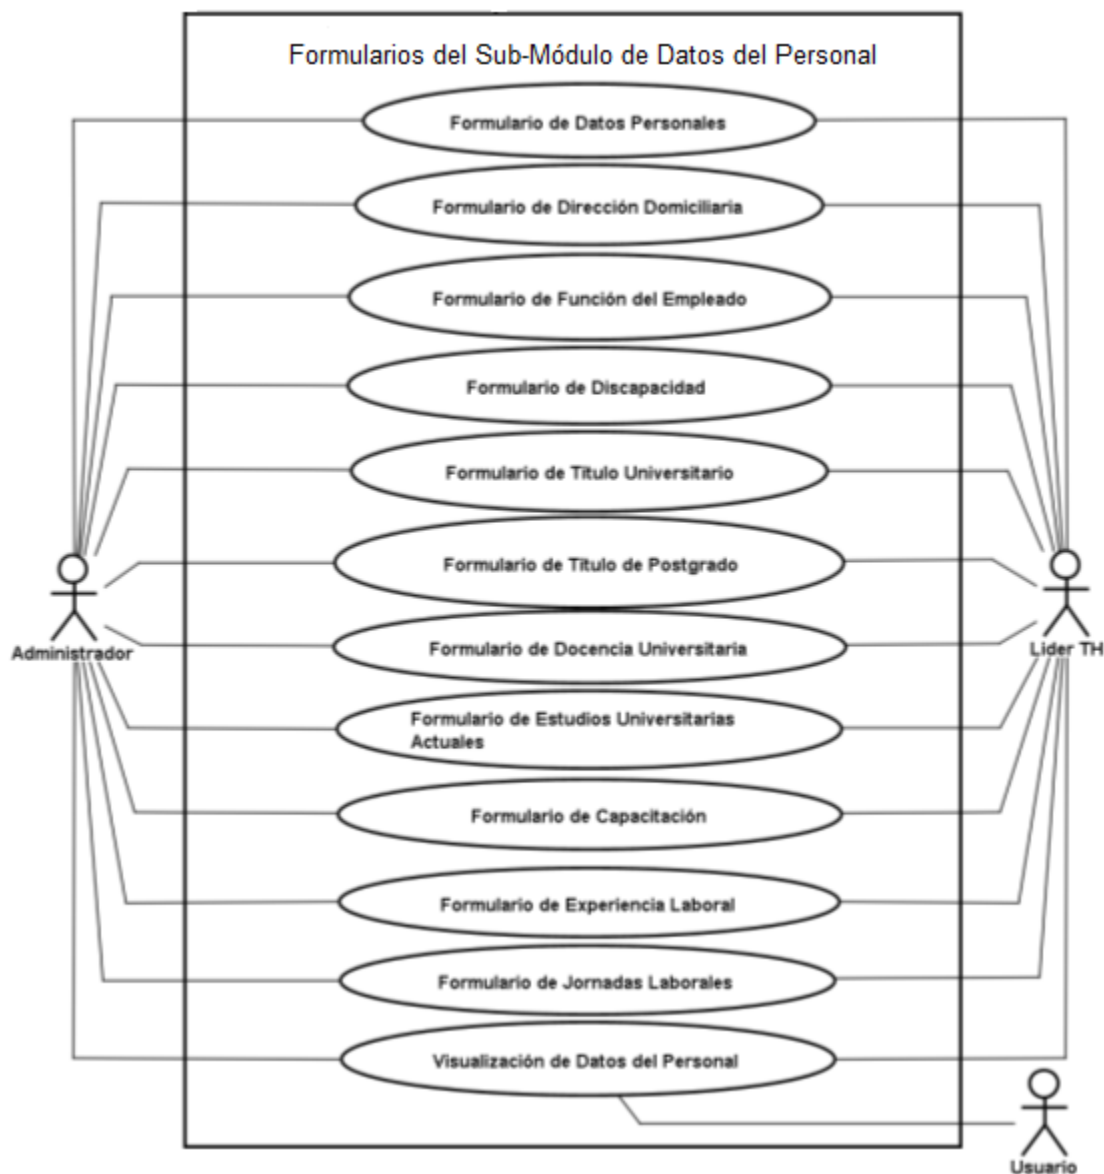 Formularios del Sub-Módulo de Datos del Personal
Formulario de Datos Personales
Formulario de Dirección Domiciliaria
Formulario de Función del Empleado
Formulario de Discapacidad
Formulario de Título Universitario
Formulario de Título de Postgrado
Formulario de Docencia Universitaria
Administrador
Lider TH
Formulario de Estudios Universitarias
Actuales
Formulario de Capacitación
Formulario de Experiencia Laboral
Formulario de Jornadas Laborales
Visualización de Datos del Personal
Usuario